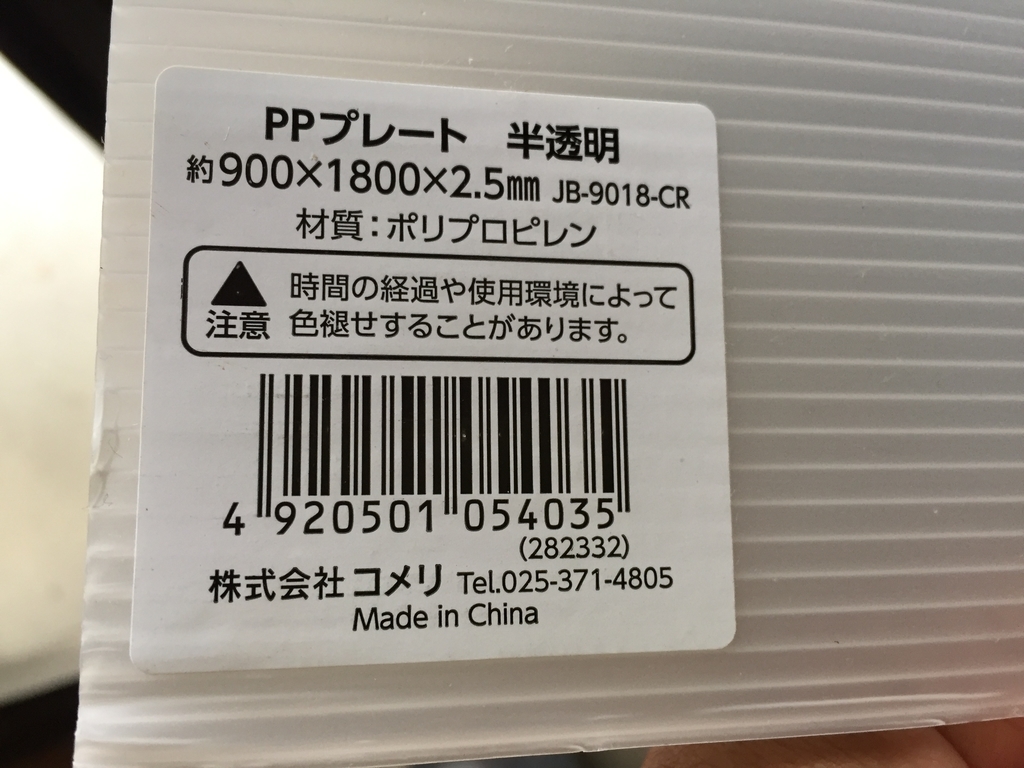 PPプレート 半透明
約900×1800×2.5㎜ JB-9018-CR
材質：ポリプロピレン
注意
時間の経過や使用環境によって
色褪せすることがあります。
4 920501 054035
(282332)
株式会社 コメリ Tel.025-371-4805
Made in China